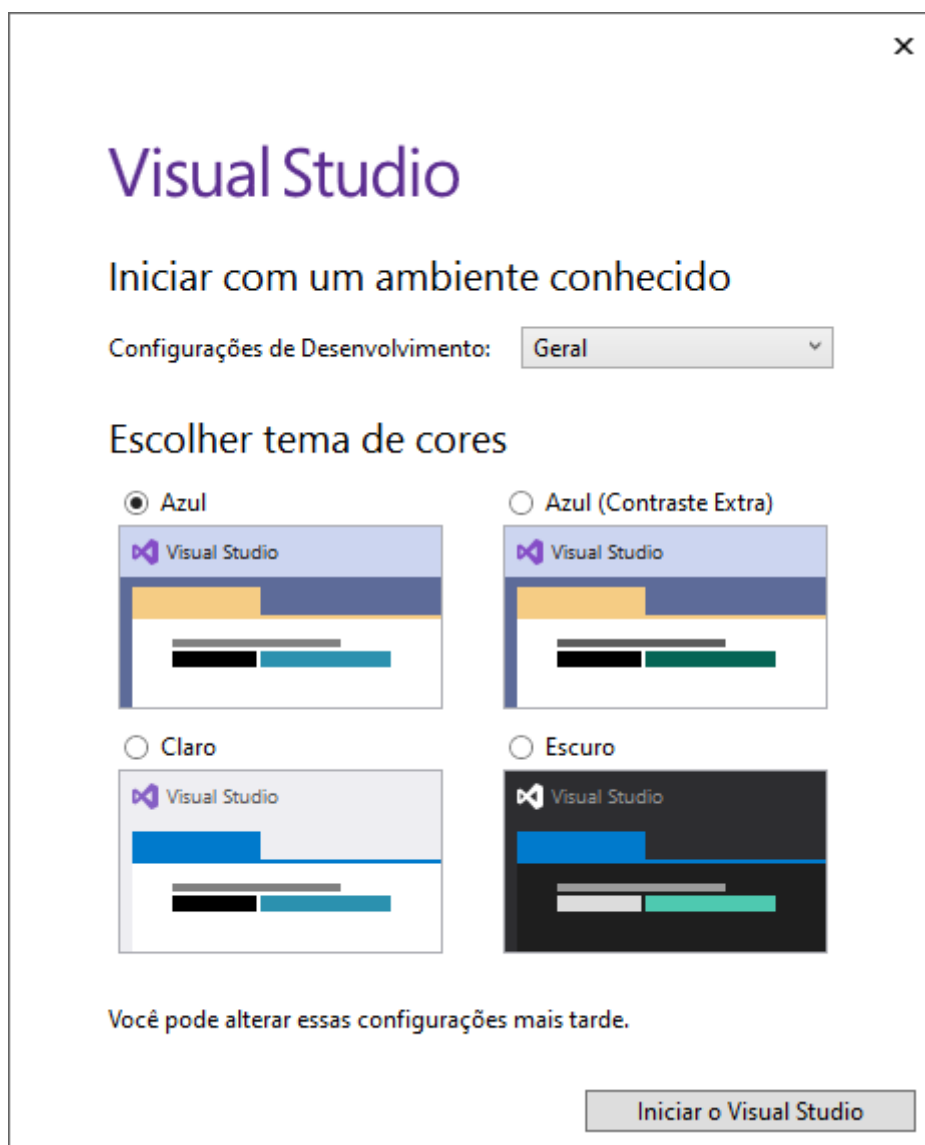 Visual Studio
Iniciar com um ambiente conhecido
Configurações de Desenvolvimento: Geral
Escolher tema de cores
Azul Azul (Contraste Extra)
Visual Studio Visual Studio
Claro Escuro
Visual Studio Visual Studio
Você pode alterar essas configurações mais tarde.
Iniciar o Visual Studio